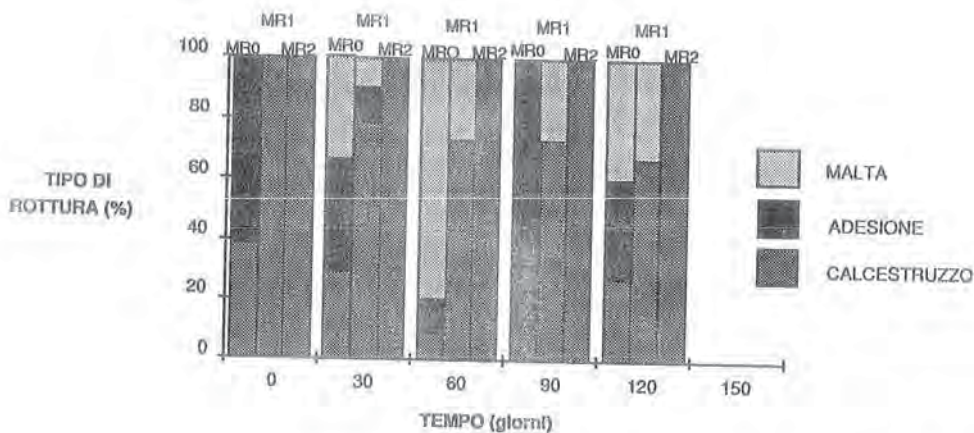 MR1 MR1 MR1 MR1 MR1
MR0 MR2 MR0 MR2 MRO MR2 MR0 MR2 MR0 MR2
100
80
60
40
20
0
TIPO DI
ROTTURA (%)
MALTA
ADESIONE
CALCESTRUZZO
0 30 60 90 120 150
TEMPO (giorni)